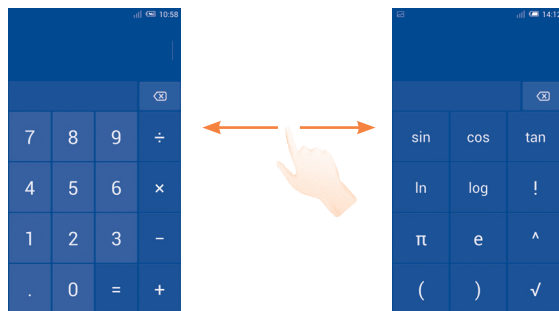 10:58
7 8 9 ÷
4 5 6 ×
1 2 3 −
. 0 = +
14:12
sin cos tan
ln log !
π e ^
( ) √